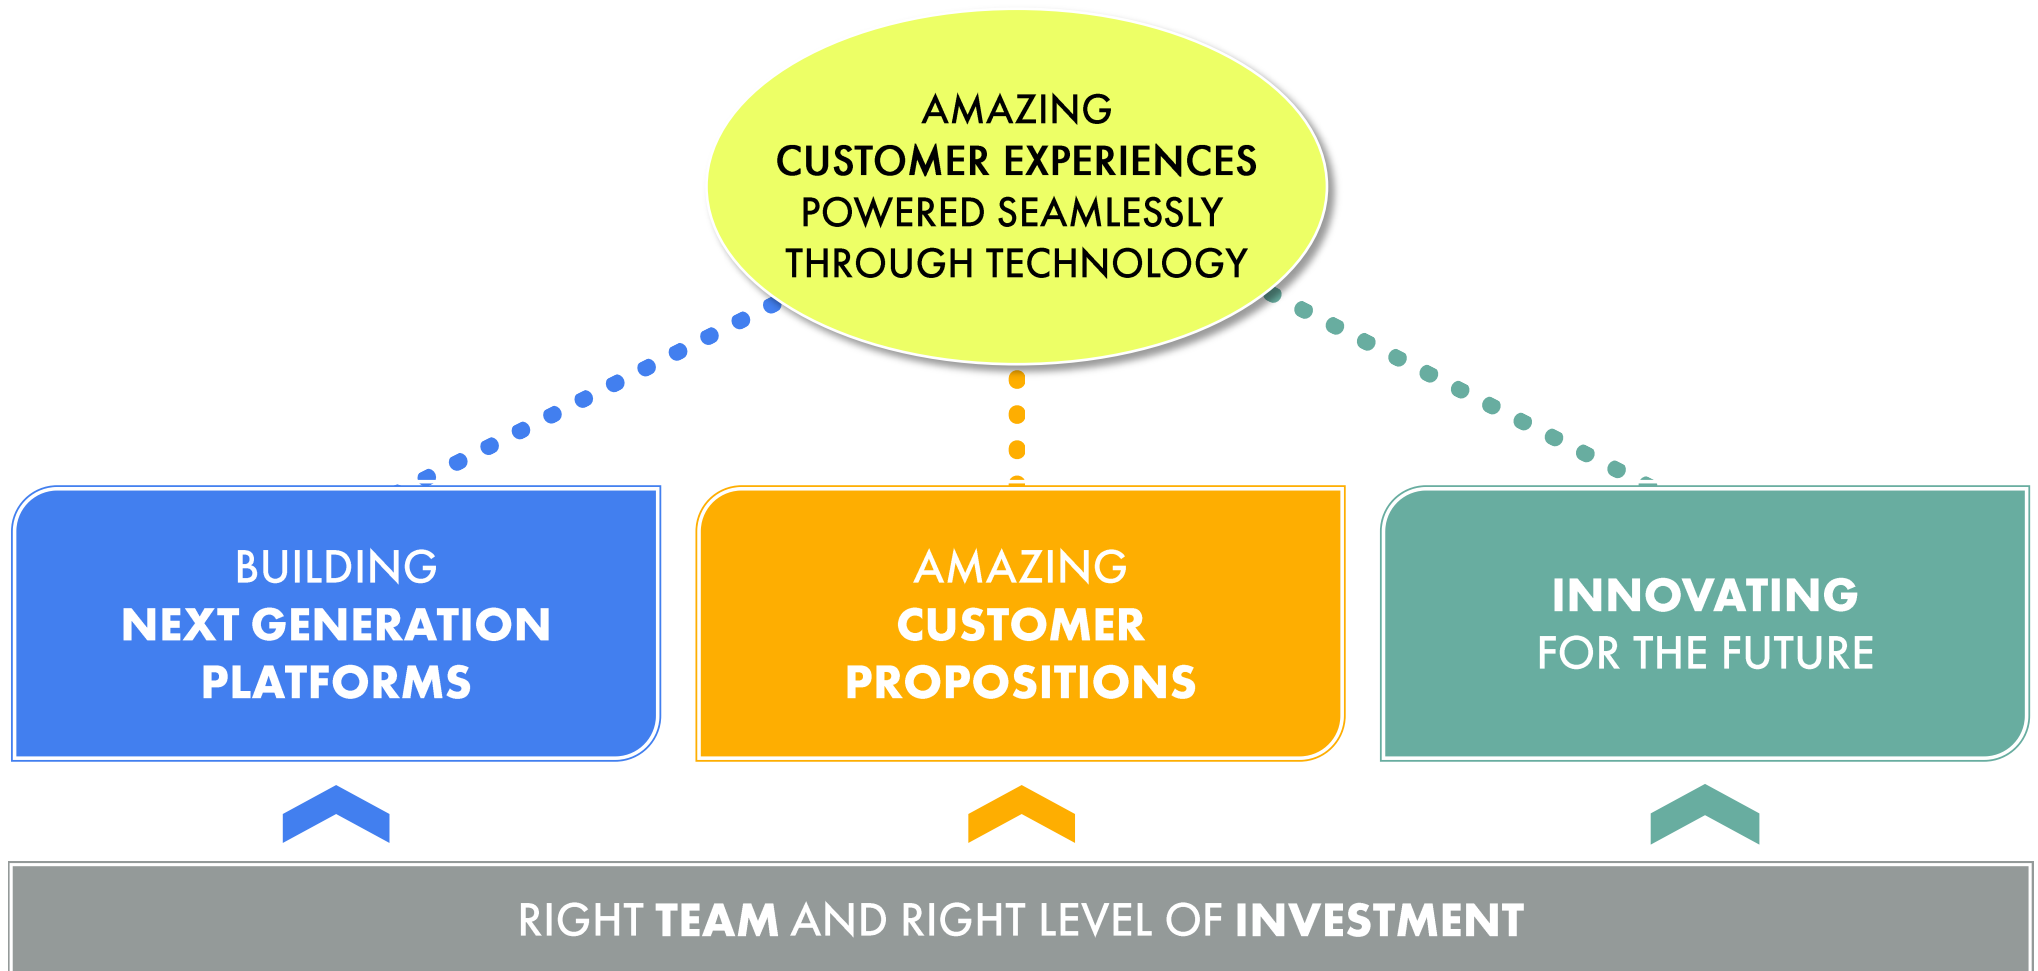 AMAZING
CUSTOMER EXPERIENCES
POWERED SEAMLESSLY
THROUGH TECHNOLOGY
BUILDING
NEXT GENERATION
PLATFORMS
AMAZING
CUSTOMER
PROPOSITIONS
INNOVATING
FOR THE FUTURE
RIGHT TEAM AND RIGHT LEVEL OF INVESTMENT